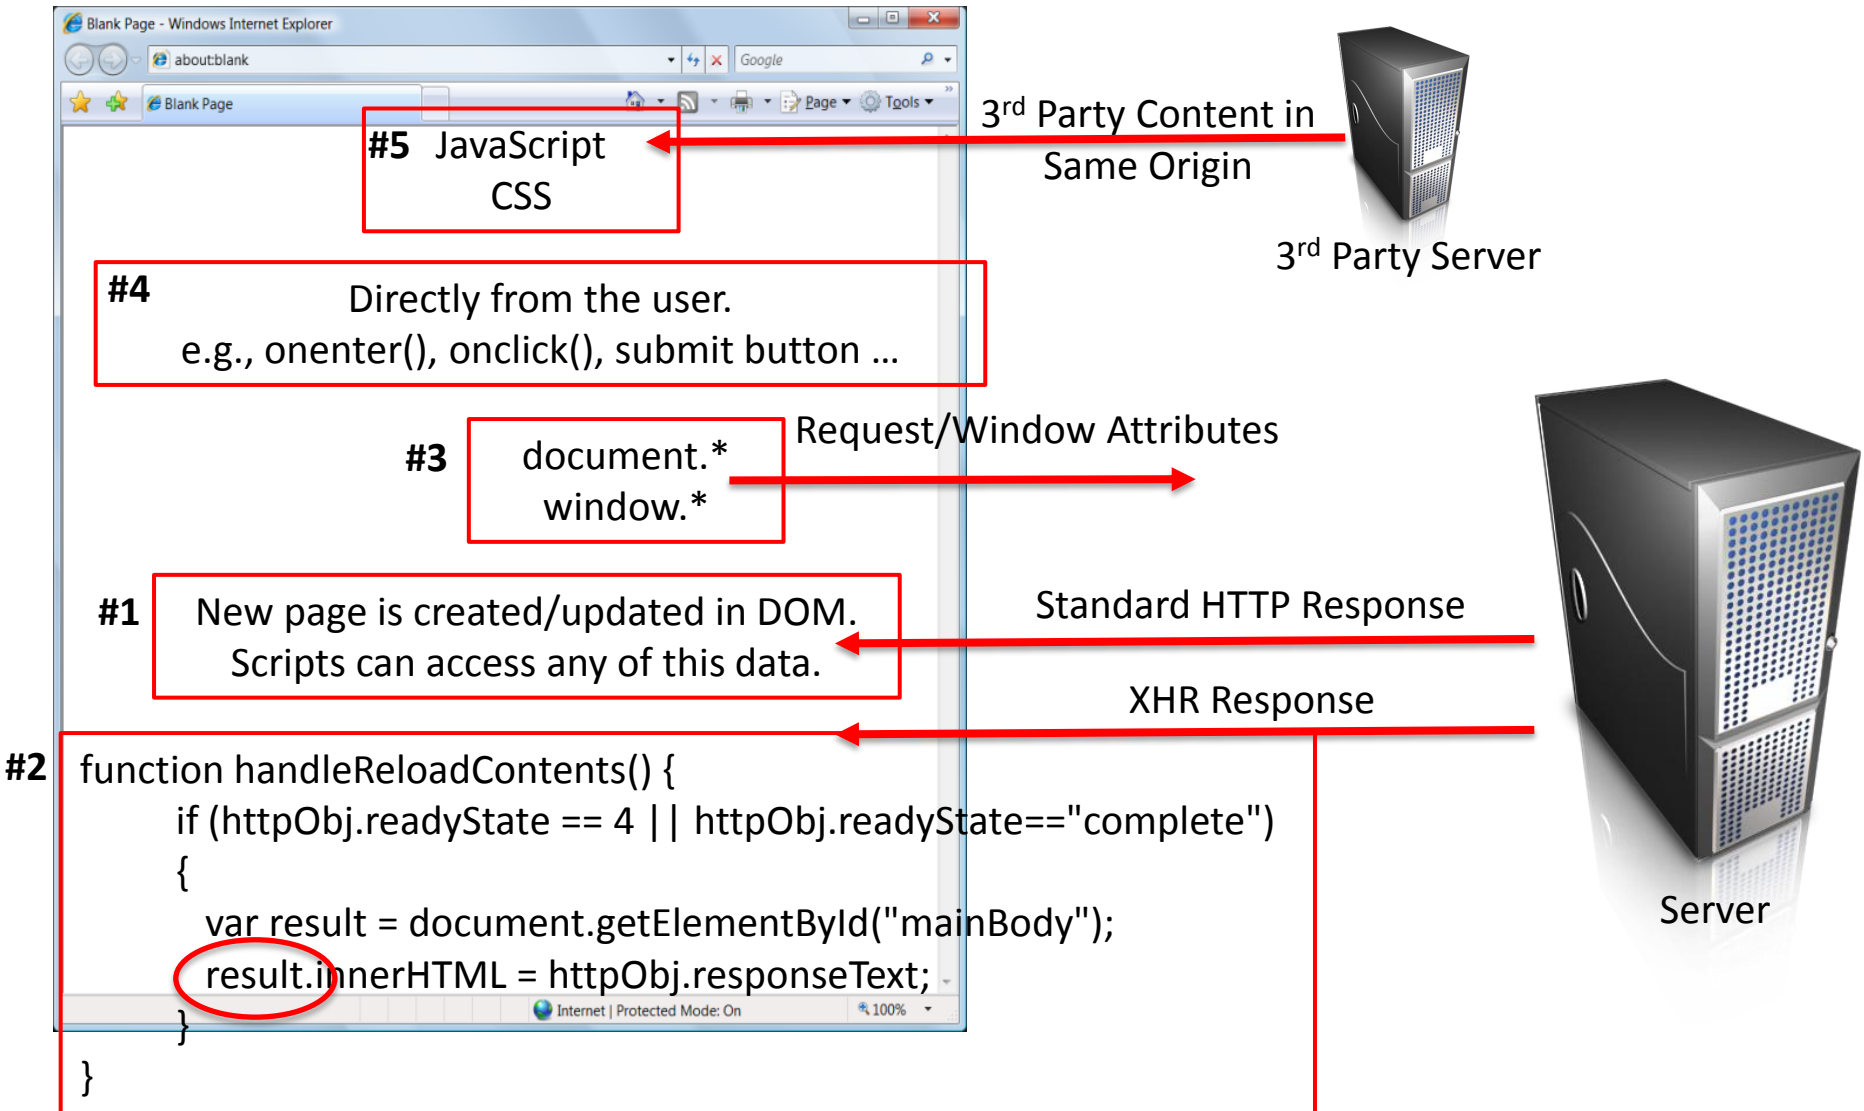 Blank Page - Windows Internet Explorer
about:blank
Google
Blank Page
Page
Tools
»
#5 JavaScript
CSS
3rd Party Content in
Same Origin
3rd Party Server
#4
Directly from the user.
e.g., onenter(), onclick(), submit button ...
#3
document.*
window.*
Request/Window Attributes
#1
New page is created/updated in DOM.
Scripts can access any of this data.
Standard HTTP Response
XHR Response
#2
function handleReloadContents() {
if (httpObj.readyState == 4 || httpObj.readyState=="complete")
{
var result = document.getElementById("mainBody");
result.innerHTML = httpObj.responseText;
}
}
Server
Internet | Protected Mode: On
100%